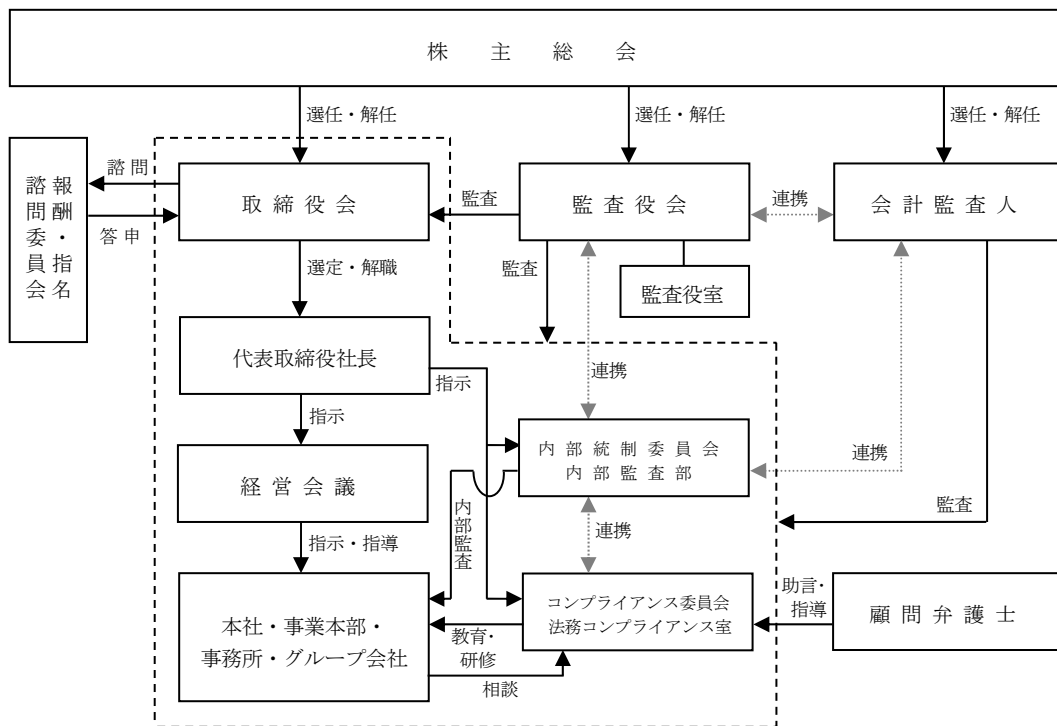 株主総会
選任・解任
選任・解任
選任・解任
報酬・指名
諮問委員会
諮問
答申
取締役会
監査
監査役会
連携
会計監査人
選定・解職
監査
監査役室
代表取締役社長
指示
連携
指示
内部統制委員会
内部監査部
連携
経営会議
内部監査
監査
指示・指導
連携
本社・事業本部・
事務所・グループ会社
コンプライアンス委員会
法務コンプライアンス室
助言・
指導
顧問弁護士
教育・
研修
相談